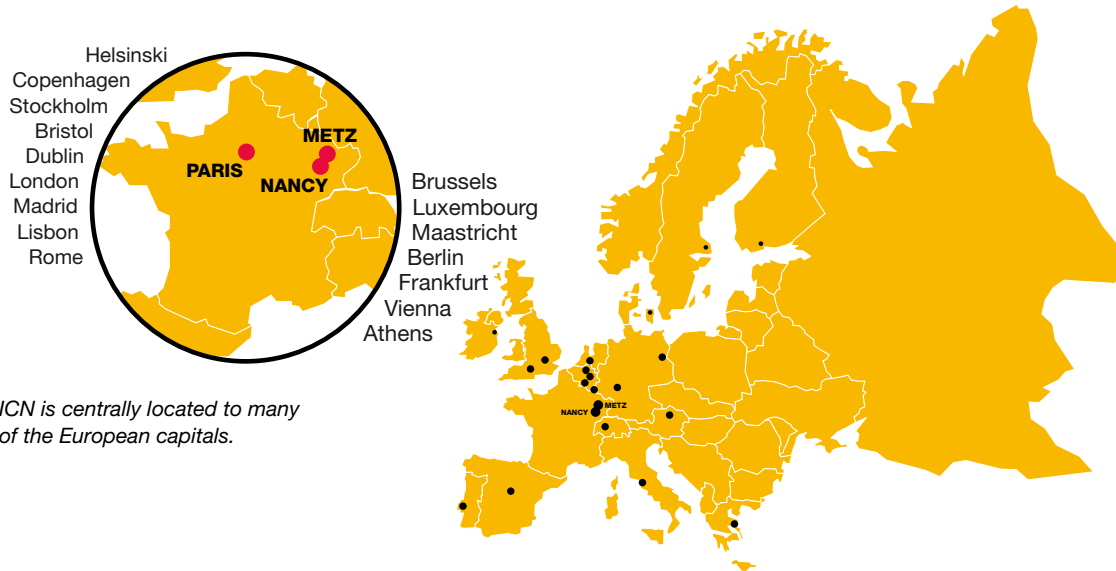 Helsinki
Copenhagen
Stockholm
Bristol
Dublin
London
Madrid
Lisbon
Rome
METZ
PARIS
NANCY
Brussels
Luxembourg
Maastricht
Berlin
Frankfurt
Vienna
Athens
ICN is centrally located to many
of the European capitals.
METZ
NANCY